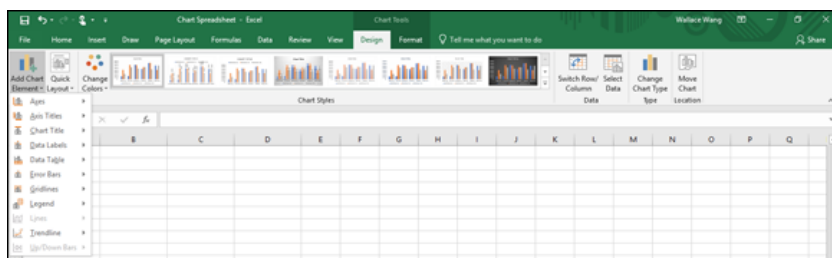 Chart Spreadsheet - Excel Chart Tools Wallace Wang
File Home Insert Draw Page Layout Formulas Data Review View Design Format Tell me what you want to do Share
Add Chart Quick Change Switch Row/ Select Change Move
Element Layout Colors Column Data Chart Type Chart
Chart Styles Data Type Location
Axes
Axis Titles
fx
Chart Title
B C D E F G H I J K L M N O P Q
Data Labels
Data Table
Error Bars
Gridlines
Legend
Lines
Trendline
Up/Down Bars